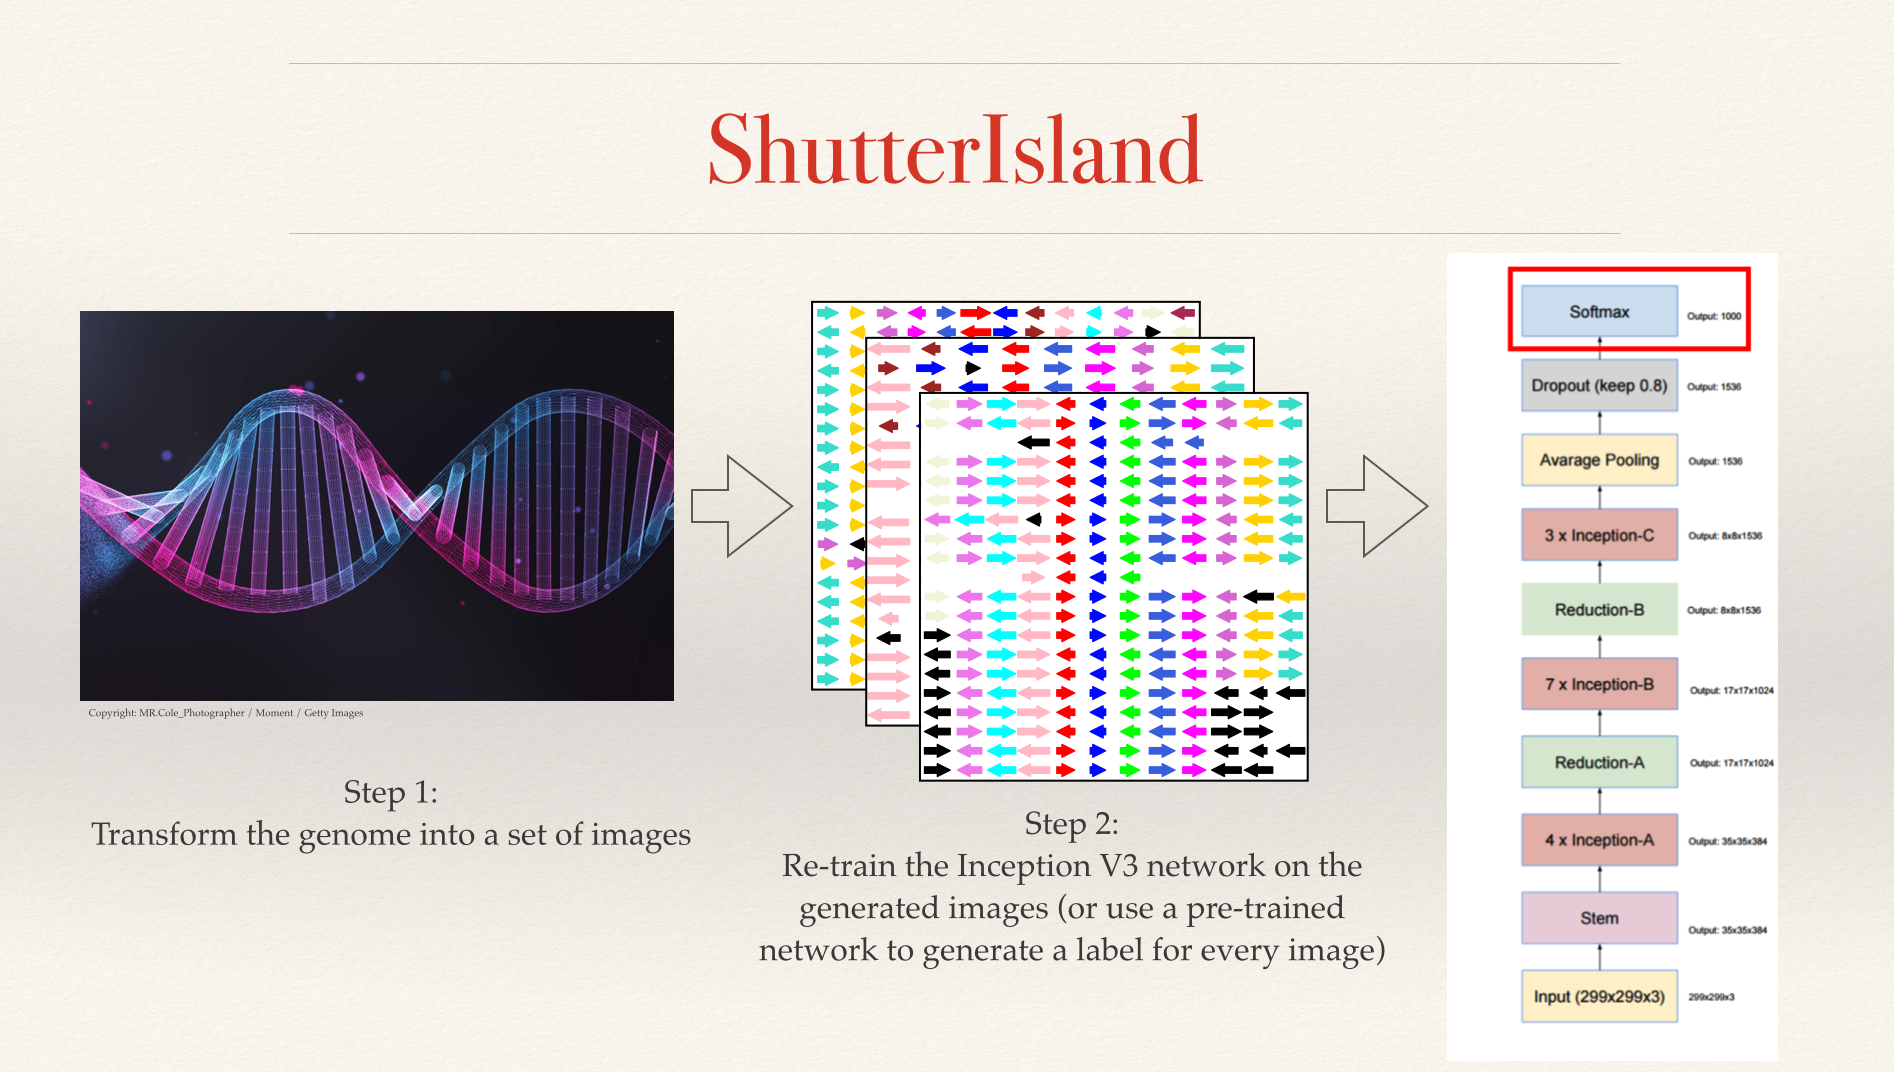 ShutterIsland
Copyright: MR.Cole_Photographer / Moment / Getty Images
Step 1:
Transform the genome into a set of images
Step 2:
Re-train the Inception V3 network on the
generated images (or use a pre-trained
network to generate a label for every image)
Softmax
Output: 1000
Dropout (keep 0.8)
Output: 1536
Avarage Pooling
Output: 1536
3 x Inception-C
Output: 8x8x1536
Reduction-B
Output: 8x8x1536
7 x Inception-B
Output: 17x17x1024
Reduction-A
Output: 17x17x1024
4 x Inception-A
Output: 35x35x384
Stem
Output: 35x35x384
Input (299x299x3)
299x299x3